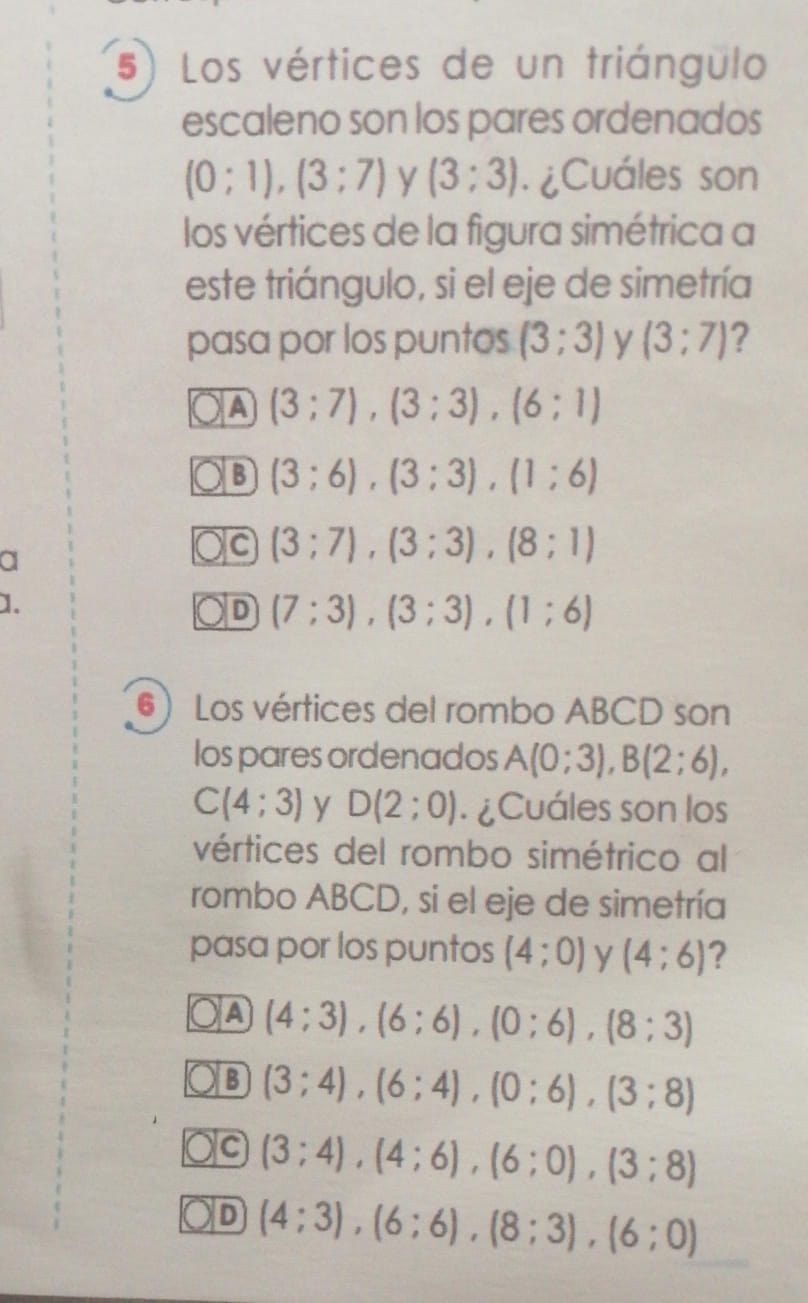 5 Los vértices de un triángulo
escaleno son los pares ordenados
(0 ; 1), (3 ; 7) y (3 ; 3). ¿Cuáles son
los vértices de la figura simétrica a
este triángulo, si el eje de simetría
pasa por los puntos (3 ; 3) y (3 ; 7)?
A (3 ; 7) , (3 ; 3) , (6 ; 1)
B (3 ; 6) , (3 ; 3) , (1 ; 6)
C (3 ; 7) , (3 ; 3) , (8 ; 1)
a
D (7 ; 3) , (3 ; 3) , (1 ; 6)
6 Los vértices del rombo ABCD son
los pares ordenados A(0 ; 3), B(2 ; 6),
C(4 ; 3) y D(2 ; 0). ¿Cuáles son los
vértices del rombo simétrico al
rombo ABCD, si el eje de simetría
pasa por los puntos (4 ; 0) y (4 ; 6)?
A (4 ; 3) , (6 ; 6) , (0 ; 6) , (8 ; 3)
B (3 ; 4) , (6 ; 4) , (0 ; 6) , (3 ; 8)
C (3 ; 4) , (4 ; 6) , (6 ; 0) , (3 ; 8)
D (4 ; 3) , (6 ; 6) , (8 ; 3) , (6 ; 0)